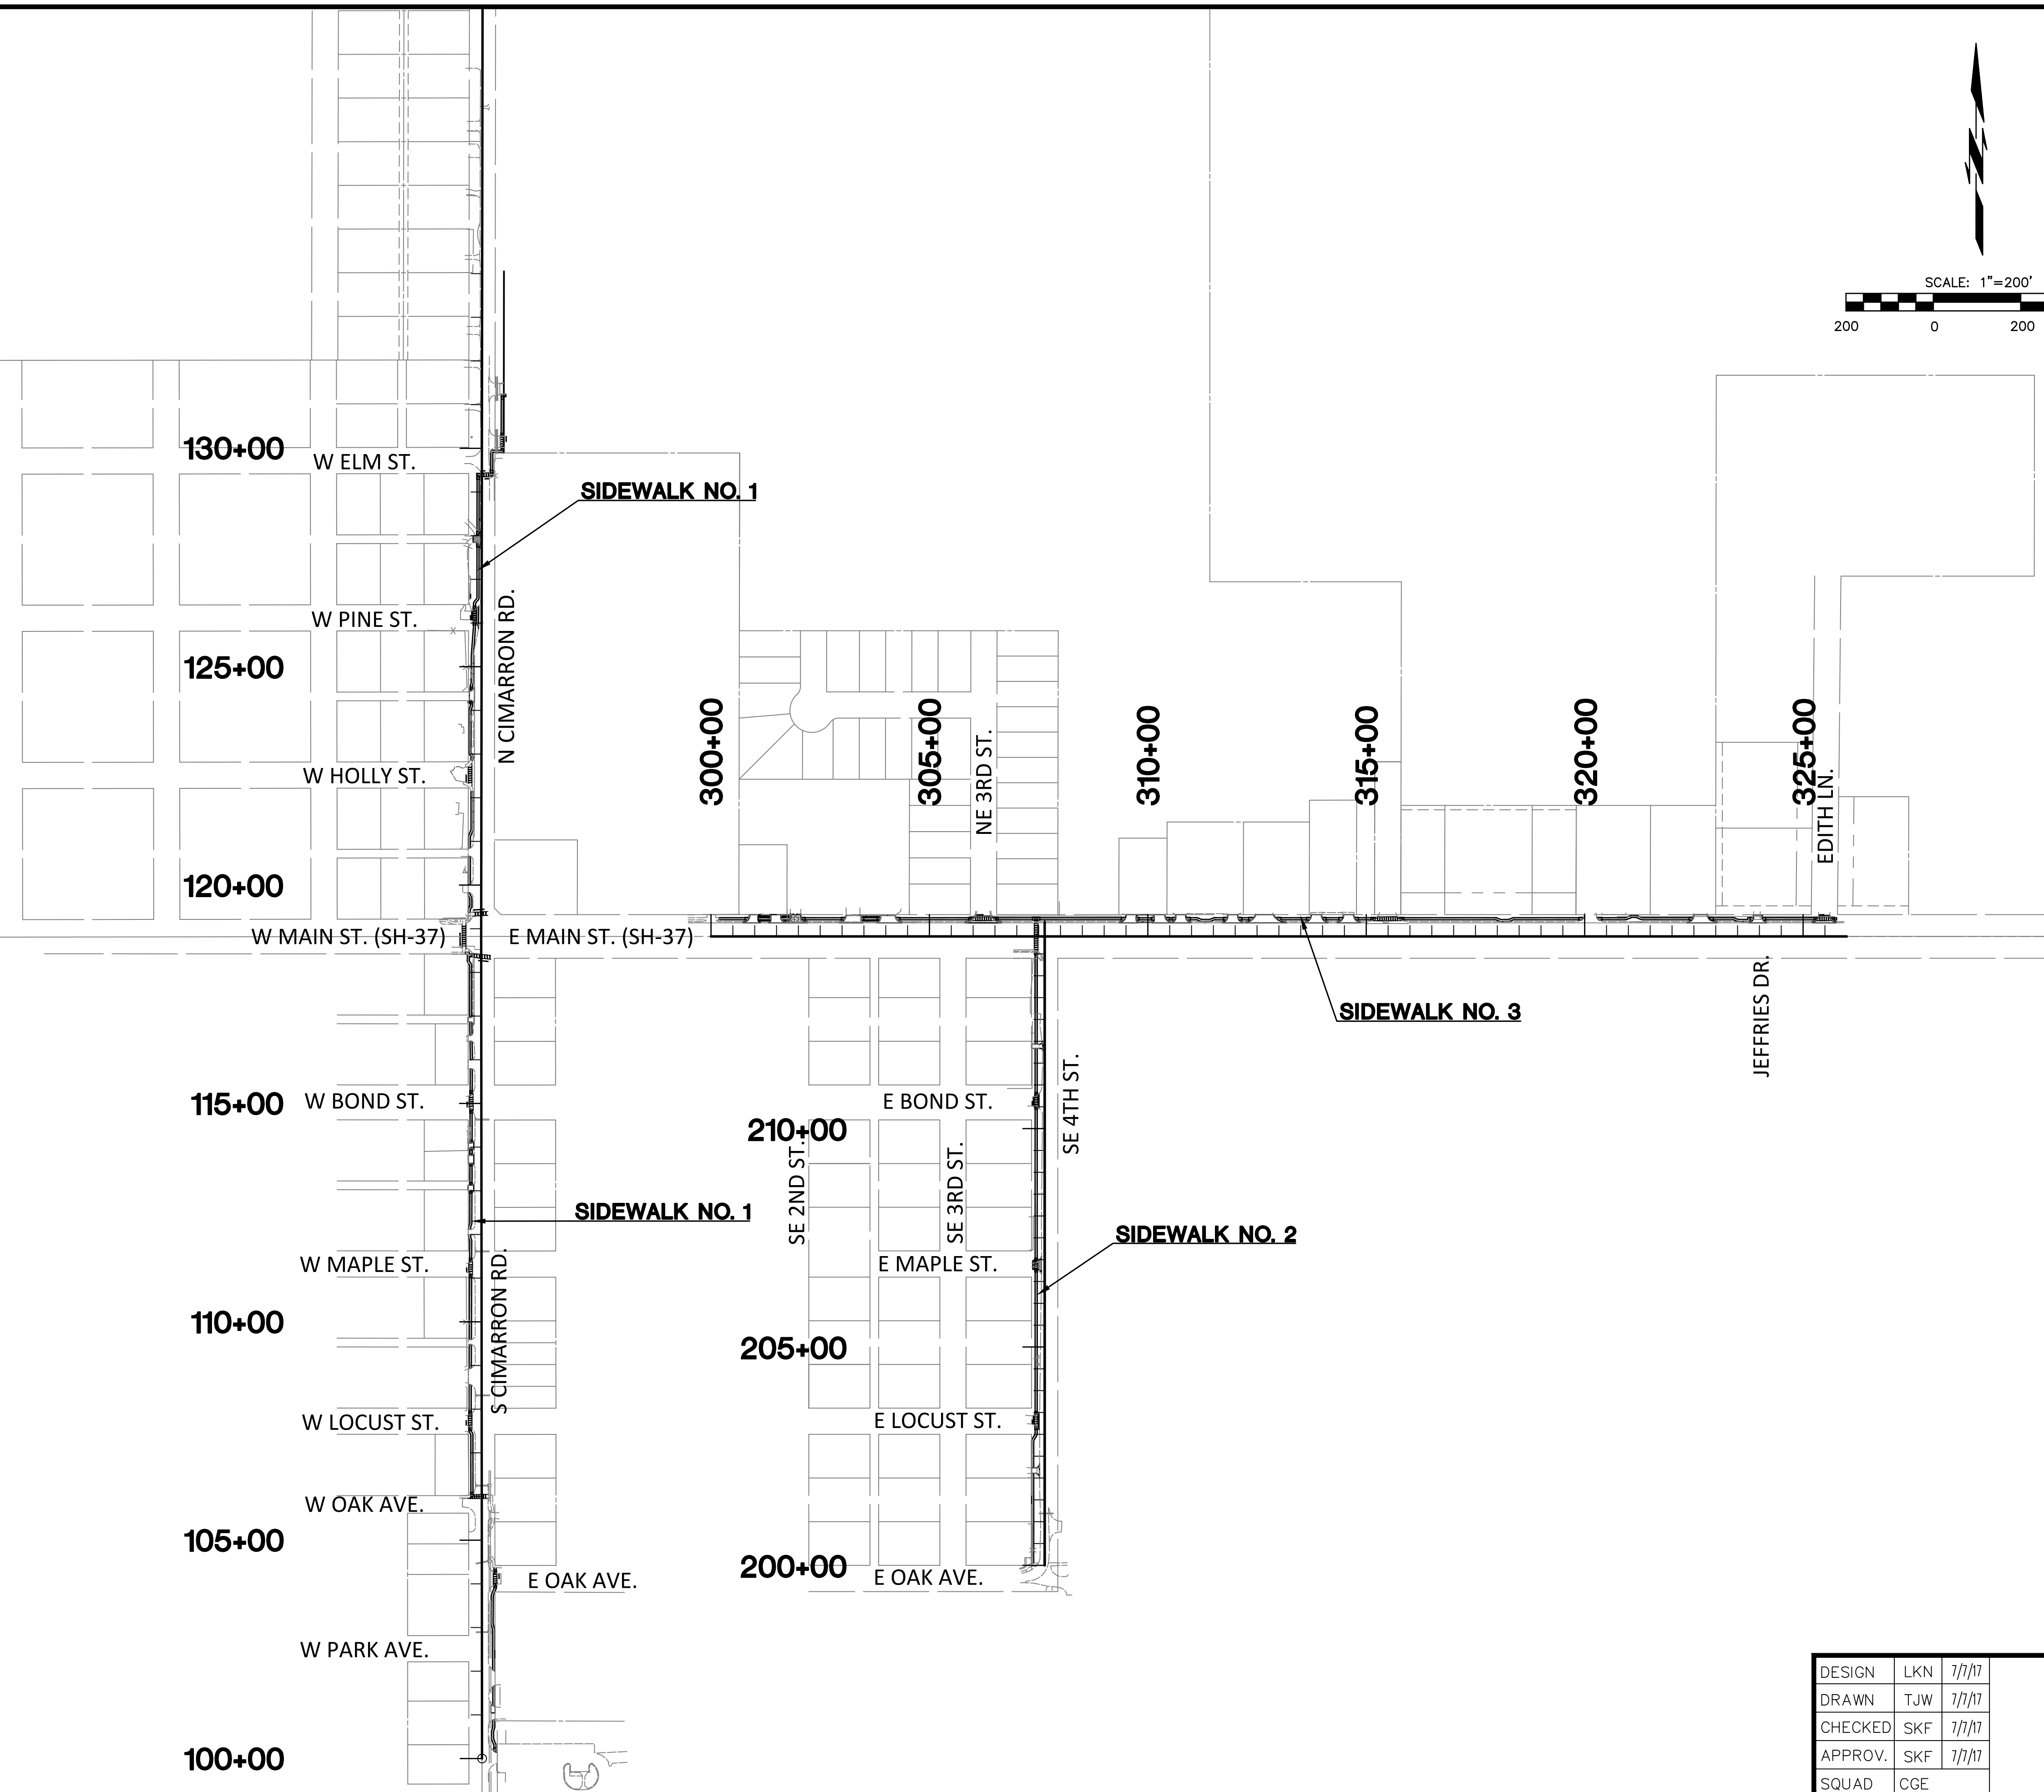 SCALE: 1"=200'
200 0 200
130+00
W ELM ST.
SIDEWALK NO. 1
W PINE ST.
N CIMARRON RD.
125+00
300+00
305+00
310+00
315+00
320+00
325+00
NE 3RD ST.
EDITH LN.
W HOLLY ST.
120+00
W MAIN ST. (SH-37)
E MAIN ST. (SH-37)
SIDEWALK NO. 3
JEFFRIES DR.
115+00
W BOND ST.
E BOND ST.
SE 4TH ST.
210+00
SE 2ND ST.
SE 3RD ST.
SIDEWALK NO. 1
SIDEWALK NO. 2
W MAPLE ST.
E MAPLE ST.
S CIMARRON RD.
110+00
205+00
W LOCUST ST.
E LOCUST ST.
W OAK AVE.
105+00
200+00
E OAK AVE.
E OAK AVE.
W PARK AVE.
100+00
DESIGN LKN 7/7/17
DRAWN TJW 7/7/17
CHECKED SKF 7/7/17
APPROV. SKF 7/7/17
SQUAD CGE